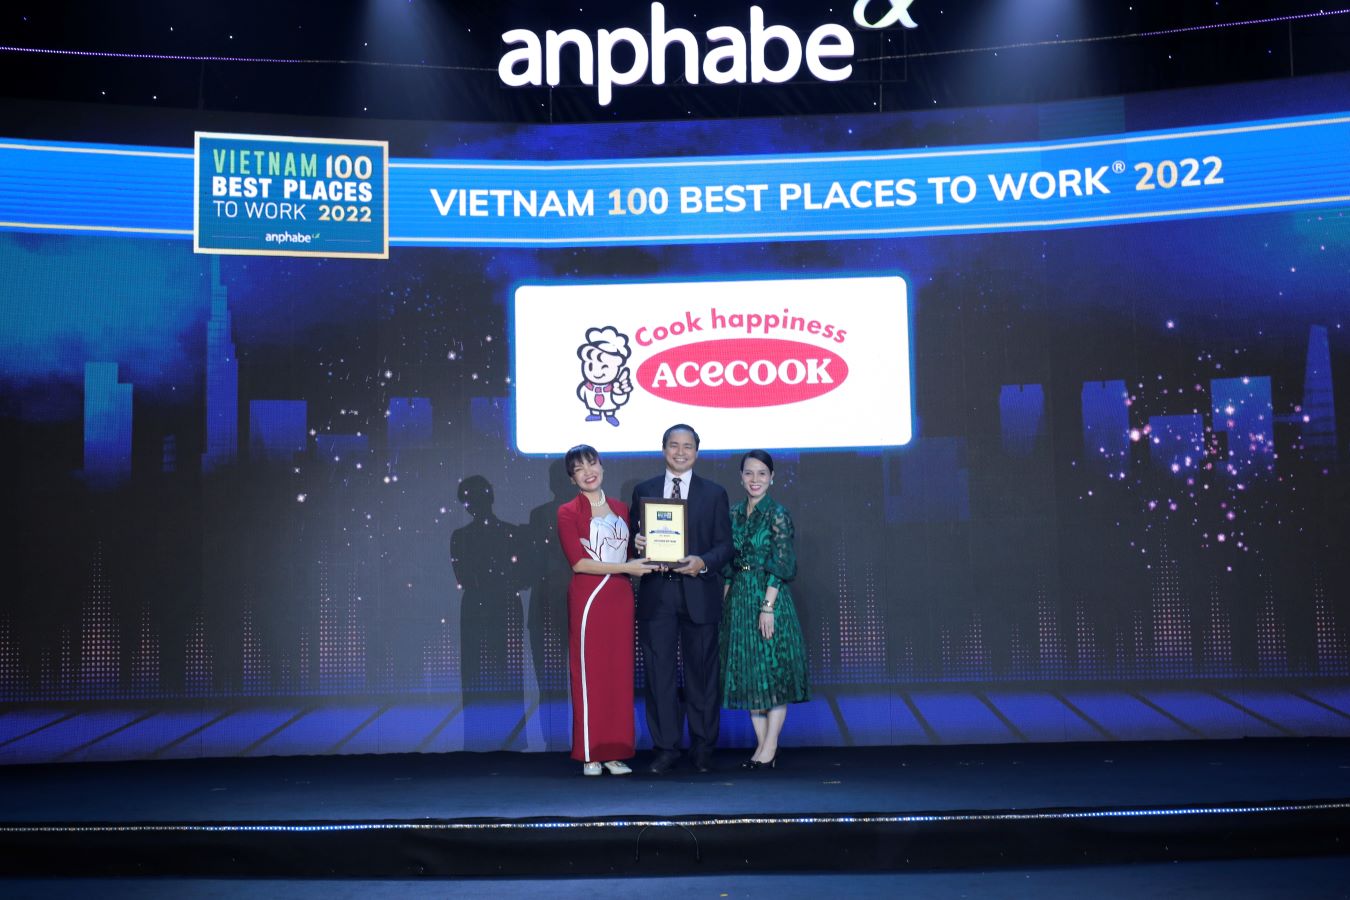 anphabe
VIETNAM 100
BEST PLACES
TO WORK 2022
anphabe
VIETNAM 100 BEST PLACES TO WORK® 2022
Cook happiness
ACECOOK